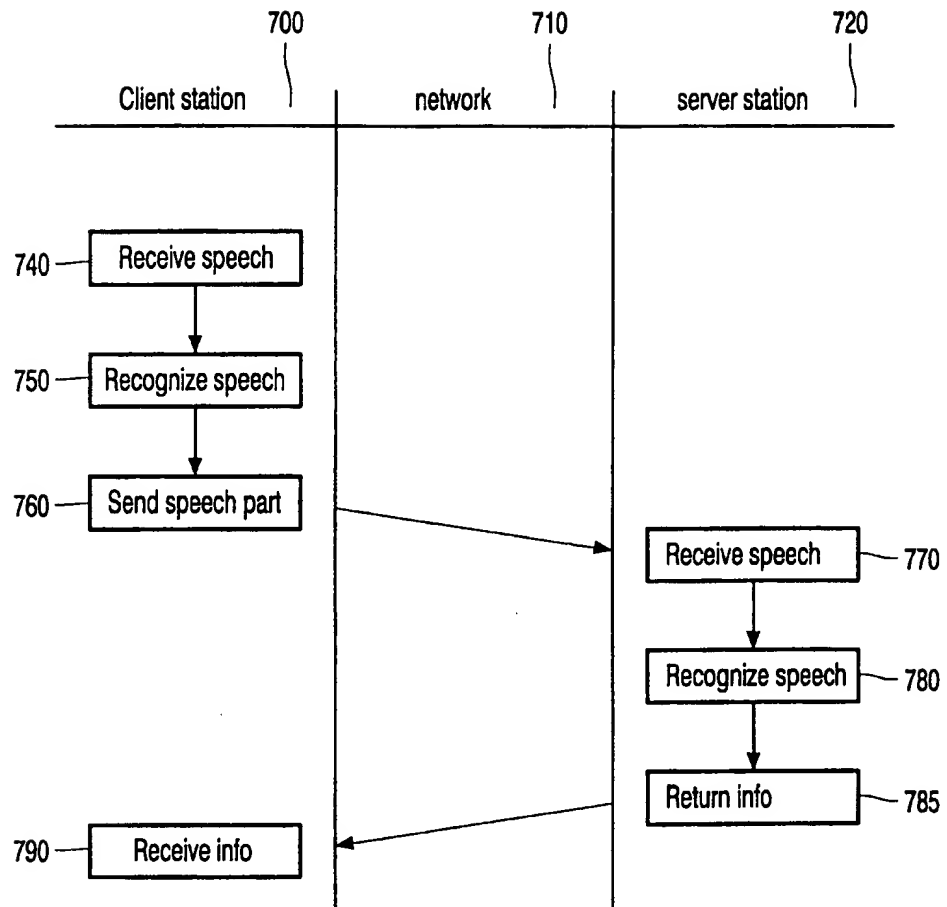 700 710 720
Client station network server station
740 Receive speech
750 Recognize speech
760 Send speech part
Receive speech 770
Recognize speech 780
Return info 785
790 Receive info